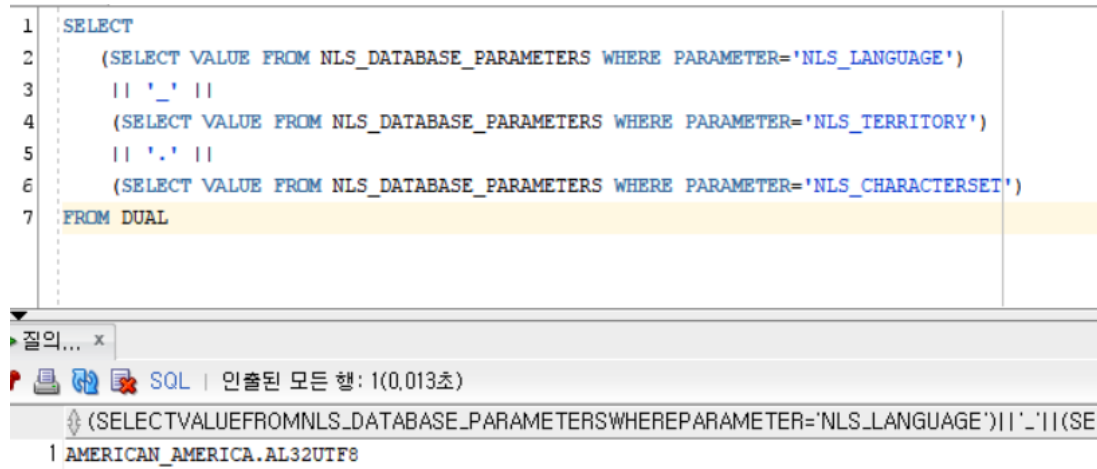 1 SELECT
2 (SELECT VALUE FROM NLS_DATABASE_PARAMETERS WHERE PARAMETER='NLS_LANGUAGE')
3 || '_' ||
4 (SELECT VALUE FROM NLS_DATABASE_PARAMETERS WHERE PARAMETER='NLS_TERRITORY')
5 || '.' ||
6 (SELECT VALUE FROM NLS_DATABASE_PARAMETERS WHERE PARAMETER='NLS_CHARACTERSET')
7 FROM DUAL
질의... x
SQL | 인출된 모든 행: 1(0,013초)
(SELECTVALUEFROMNLS_DATABASE_PARAMETERSWHEREPARAMETER='NLS_LANGUAGE')||'_'||(SE
1 AMERICAN_AMERICA.AL32UTF8